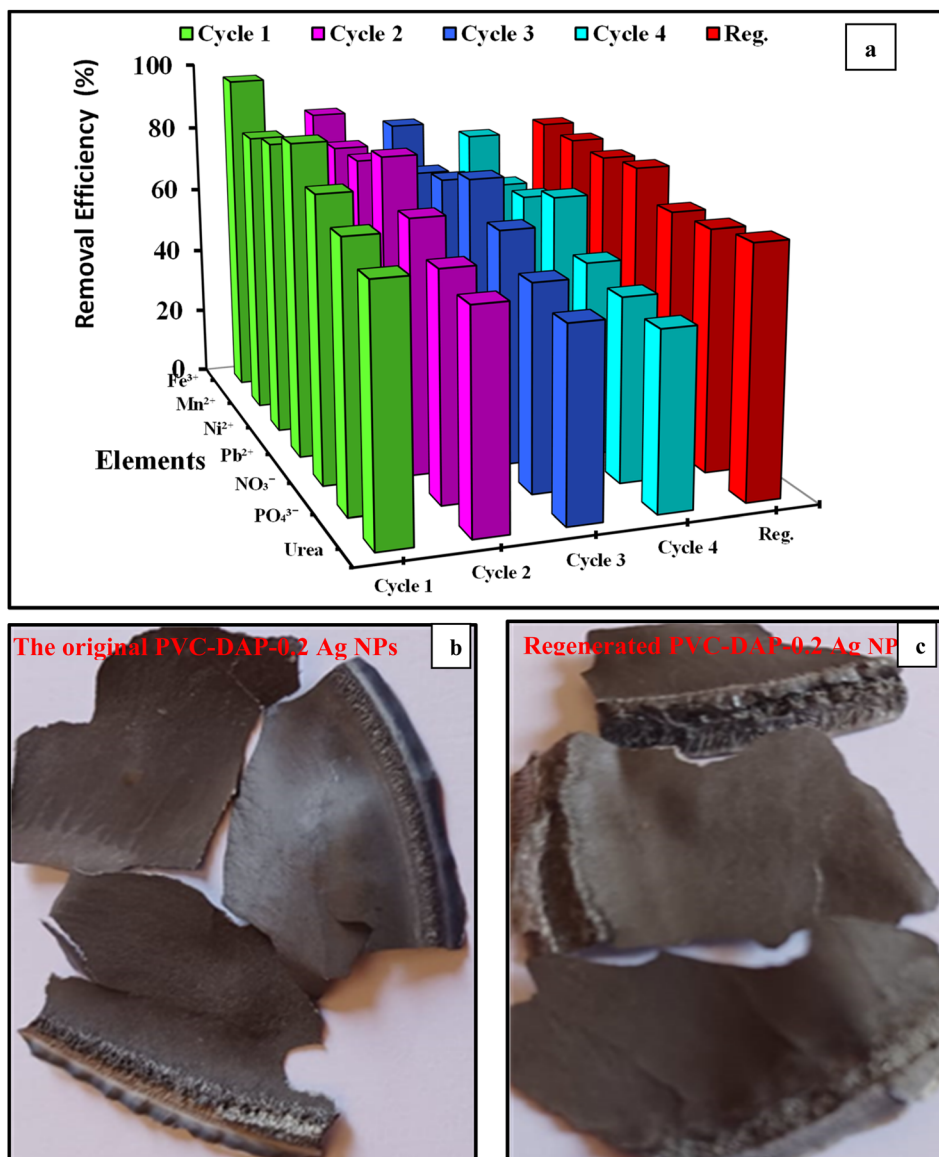 Cycle 1 Cycle 2 Cycle 3 Cycle 4 Reg.
a
Removal Efficiency (%)
100
80
60
40
20
0
Fe³⁺
Mn²⁺
Ni²⁺
Pb²⁺
NO₃⁻
PO₄³⁻
Urea
Elements
Cycle 1
Cycle 2
Cycle 3
Cycle 4
Reg.
The original PVC-DAP-0.2 Ag NPs
b
Regenerated PVC-DAP-0.2 Ag NP
c